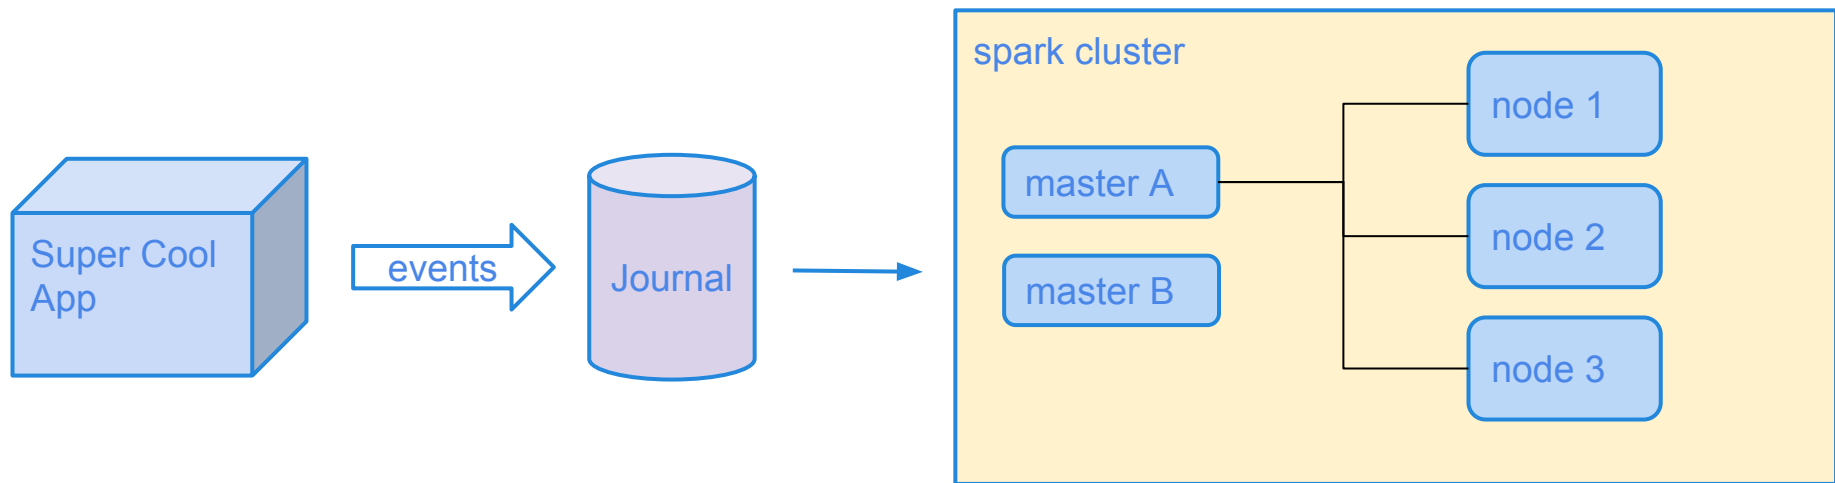 Super Cool
App
events
Journal
spark cluster
master A
master B
node 1
node 2
node 3